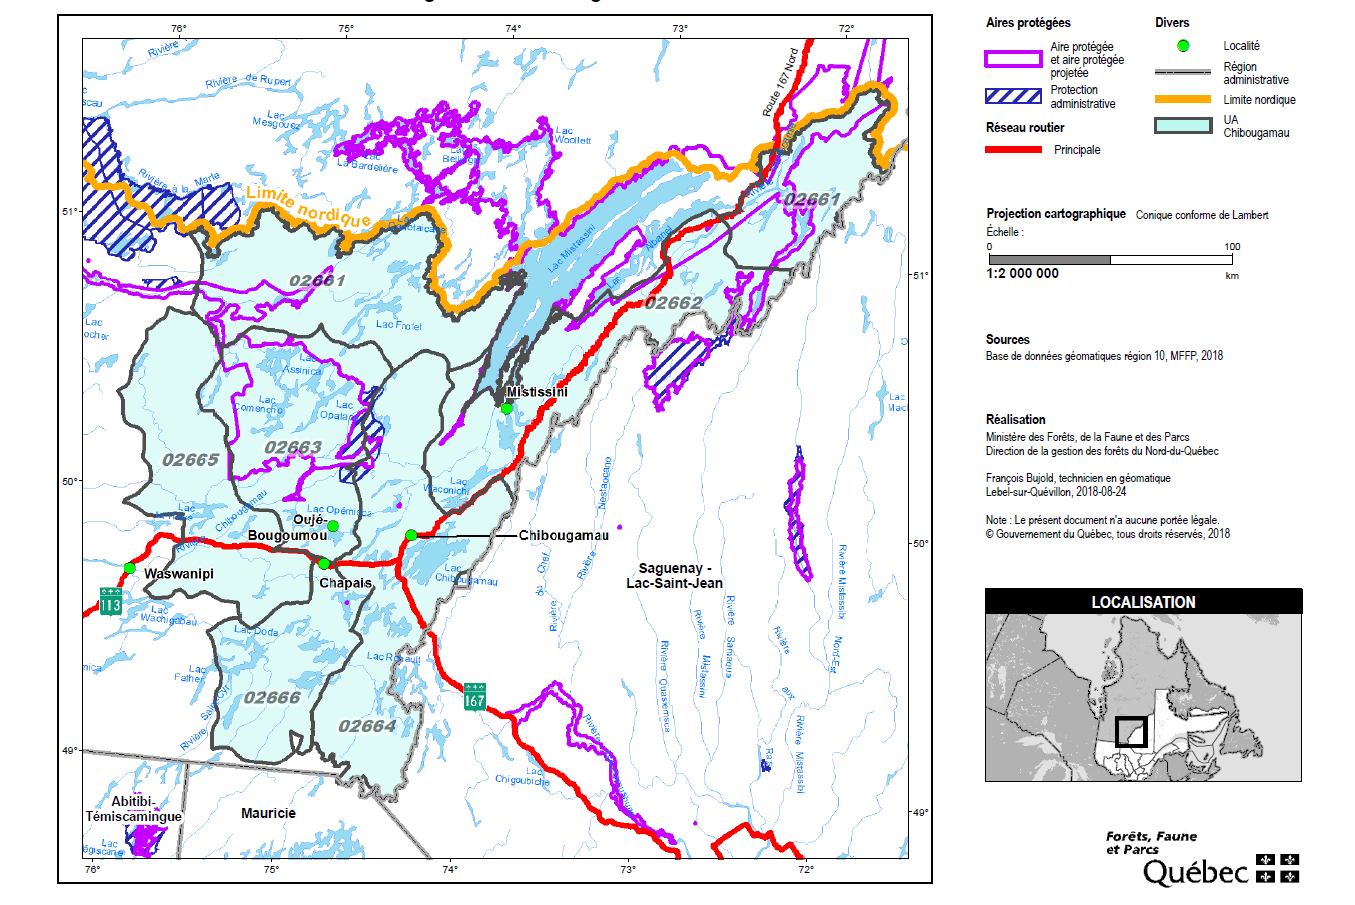 76°
75°
74°
73°
72°
Rivière
Rivière de Rupert
Lac
Mesgouez
Lac
Woollett
Lac
La Bardelière
Route 167 Nord
Rivière à la Marte
Limite nordique
51°
02661
02661
Lac Mistassini
Lac Albanel
51°
02662
Lac Frotet
Lac
ocher
Lac
Assinica
Lac
Comencho
Lac
Opataca
Mistissini
02663
02665
50°
Lac
Waconichi
Chibougamau
Lac Opémisca
Oujé-
Bougoumou
Chibougamau
Rivière
Waswanipi
Chapais
Lac
Chibougamau
113
Lac
Wachigabau
Lac Doda
Lac
Father
02666
02664
167
49°
Nestaocano
Rivière
du Chef
Rivière
Saguenay -
Lac-Saint-Jean
50°
Rivière Mistassibi
Nord-Est
Rivière Samaqua
Rivière
Mistassini
Rivière
aux
Rats
Rivière Mistassibi
Lac
Chigoubiche
Abitibi-
Témiscamingue
Mauricie
Lac
49°
76°
75°
74°
73°
72°
Aires protégées
Aire protégée
et aire protégée
projetée
Protection
administrative
Réseau routier
Principale
Divers
Localité
Région
administrative
Limite nordique
UA
Chibougamau
Projection cartographique Conique conforme de Lambert
Échelle :
0 100
1:2 000 000 km
Sources
Base de données géomatiques région 10, MFFP, 2018
Réalisation
Ministère des Forêts, de la Faune et des Parcs
Direction de la gestion des forêts du Nord-du-Québec
François Bujold, technicien en géomatique
Lebel-sur-Quévillon, 2018-08-24
Note : Le présent document n'a aucune portée légale.
© Gouvernement du Québec, tous droits réservés, 2018
LOCALISATION
Forêts, Faune
et Parcs
Québec